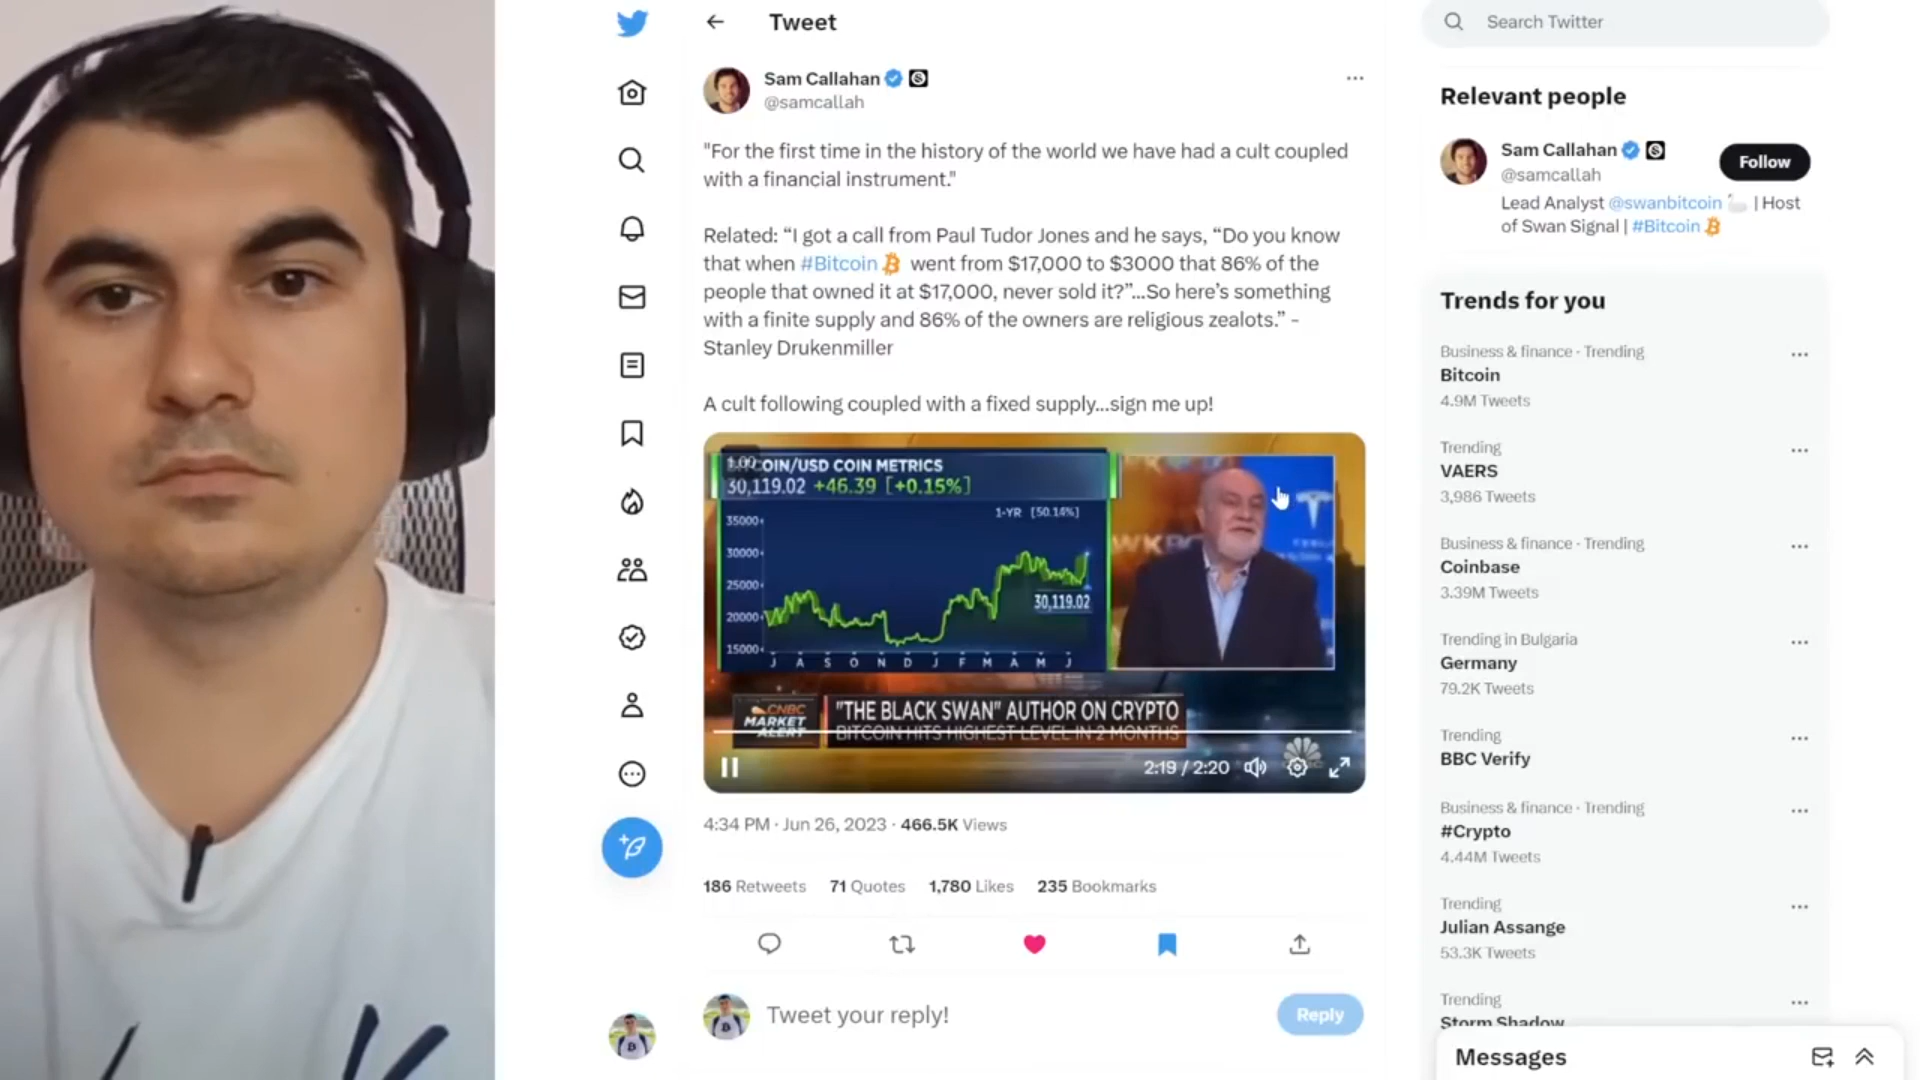 Tweet
Search Twitter
Sam Callahan
@samcallah
"For the first time in the history of the world we have had a cult coupled
with a financial instrument."
Related: “I got a call from Paul Tudor Jones and he says, “Do you know
that when #Bitcoin went from $17,000 to $3000 that 86% of the
people that owned it at $17,000, never sold it?”...So here’s something
with a finite supply and 86% of the owners are religious zealots.” -
Stanley Drukenmiller
A cult following coupled with a fixed supply...sign me up!
COIN/USD COIN METRICS
30,119.02 +46.39 [+0.15%]
1-YR [50.14%]
35000
30000
25000
20000
15000
30,119.02
J A S O N D J F M A M J
CNBC
MARKET
ALERT
"THE BLACK SWAN" AUTHOR ON CRYPTO
BITCOIN HITS HIGHEST LEVEL IN 2 MONTHS
2:19 / 2:20
4:34 PM · Jun 26, 2023 · 466.5K Views
186 Retweets 71 Quotes 1,780 Likes 235 Bookmarks
Tweet your reply!
Reply
Relevant people
Sam Callahan
@samcallah
Follow
Lead Analyst @swanbitcoin | Host
of Swan Signal | #Bitcoin
Trends for you
Business & finance · Trending
Bitcoin
4.9M Tweets
Trending
VAERS
3,986 Tweets
Business & finance · Trending
Coinbase
3.39M Tweets
Trending in Bulgaria
Germany
79.2K Tweets
Trending
BBC Verify
Business & finance · Trending
#Crypto
4.44M Tweets
Trending
Julian Assange
53.3K Tweets
Trending
Storm Shadow
Messages